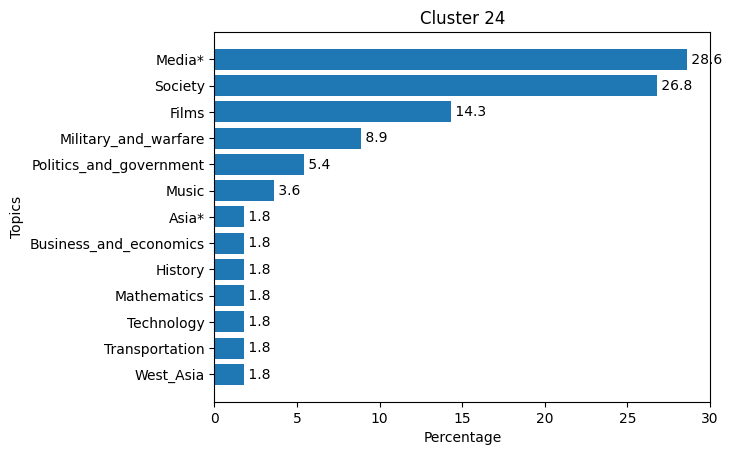 Cluster 24
Media* 28.6
Society 26.8
Films 14.3
Military_and_warfare 8.9
Politics_and_government 5.4
Music 3.6
Asia* 1.8
Business_and_economics 1.8
History 1.8
Mathematics 1.8
Technology 1.8
Transportation 1.8
West_Asia 1.8
Topics
0 5 10 15 20 25 30
Percentage